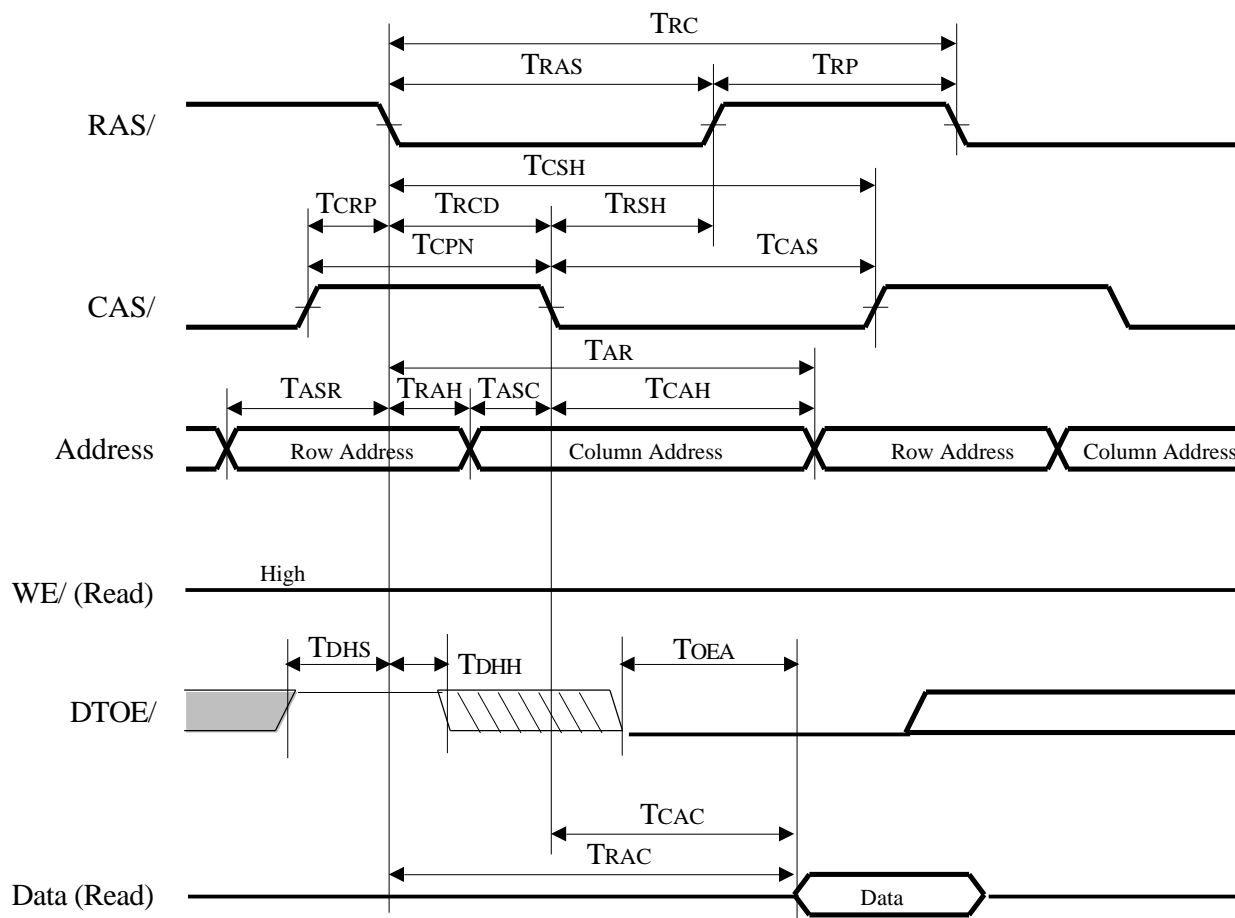 TRC
TRAS TRP
RAS/
TCSH
TCRP TRCD TRSH
TCPN TCAS
CAS/
TAR
TASR TRAH TASC TCAH
Address Row Address Column Address Row Address Column Address
High
WE/ (Read)
TDHS TDHH TOEA
DTOE/
TCAC
TRAC
Data (Read) Data